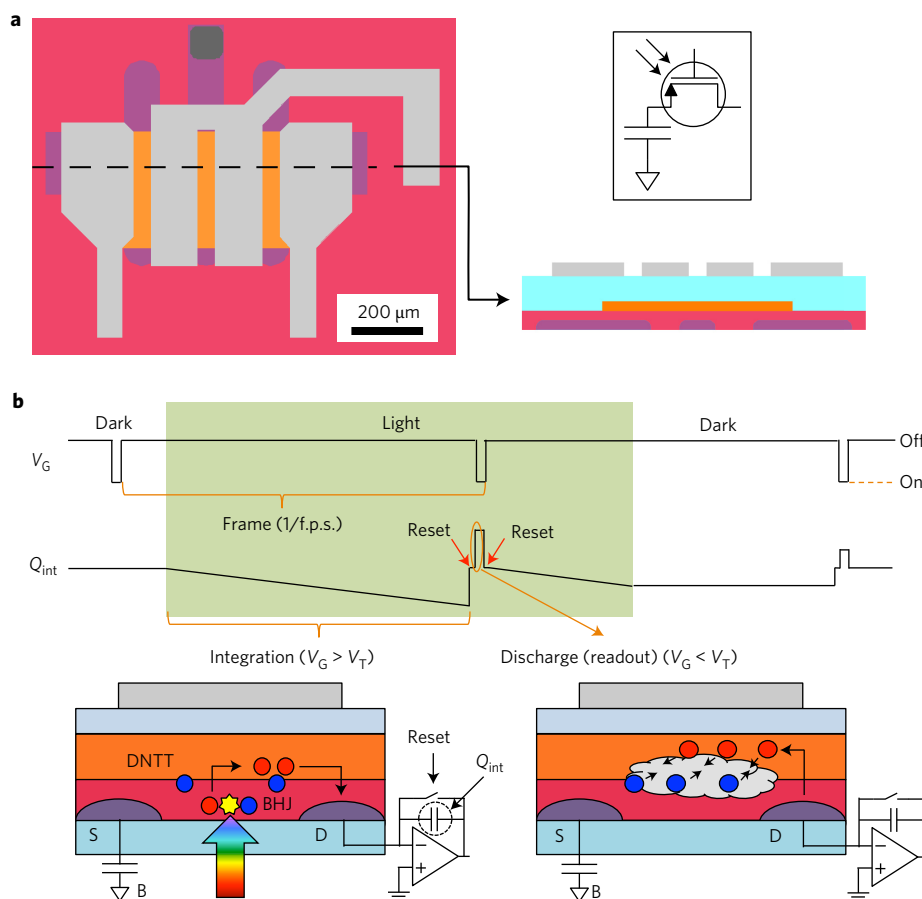 a
200 μm
b
Dark
Light
Dark
V_G
Off
On
Frame (1/f.p.s.)
Reset
Reset
Q_int
Integration (V_G > V_T)
Discharge (readout) (V_G < V_T)
Reset
Q_int
DNTT
BHJ
S
D
B
S
D
B